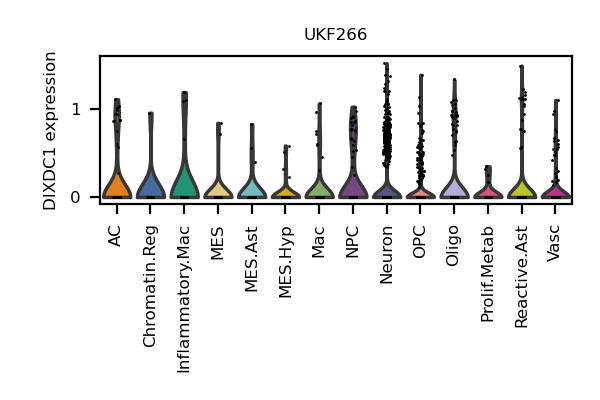 UKF266
DIXDC1 expression
1
0
AC
Chromatin.Reg
Inflammatory.Mac
MES
MES.Ast
MES.Hyp
Mac
NPC
Neuron
OPC
Oligo
Prolif.Metab
Reactive.Ast
Vasc